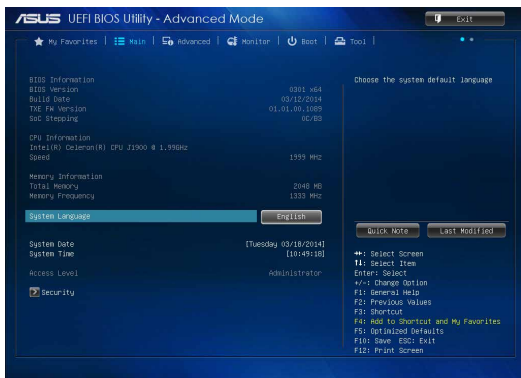 ASUS UEFI BIOS Utility - Advanced Mode
Exit
My Favorites | Main | Advanced | Monitor | Boot | Tool |
BIOS Information
BIOS Version 0301 x64
Build Date 03/12/2014
TXE FW Version 01.01.00.1089
SoC Stepping 0C/B3
CPU Information
Intel(R) Celeron(R) CPU J1900 @ 1.99GHz
Speed 1999 MHz
Memory Information
Total Memory 2048 MB
Memory Frequency 1333 MHz
System Language English
System Date [Tuesday 03/18/2014]
System Time [10:49:18]
Access Level Administrator
Security
Choose the system default language
Quick Note Last Modified
→←: Select Screen
↑↓: Select Item
Enter: Select
+/-: Change Option
F1: General Help
F2: Previous Values
F3: Shortcut
F4: Add to Shortcut and My Favorites
F5: Optimized Defaults
F10: Save ESC: Exit
F12: Print Screen